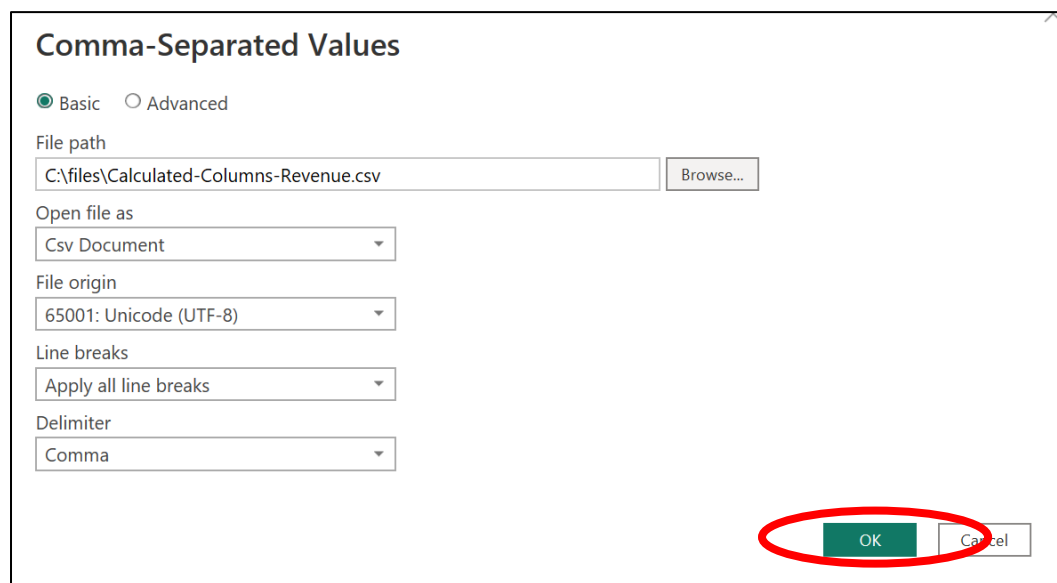 Comma-Separated Values
Basic Advanced
File path
C:\files\Calculated-Columns-Revenue.csv Browse...
Open file as
Csv Document
File origin
65001: Unicode (UTF-8)
Line breaks
Apply all line breaks
Delimiter
Comma
OK Cancel